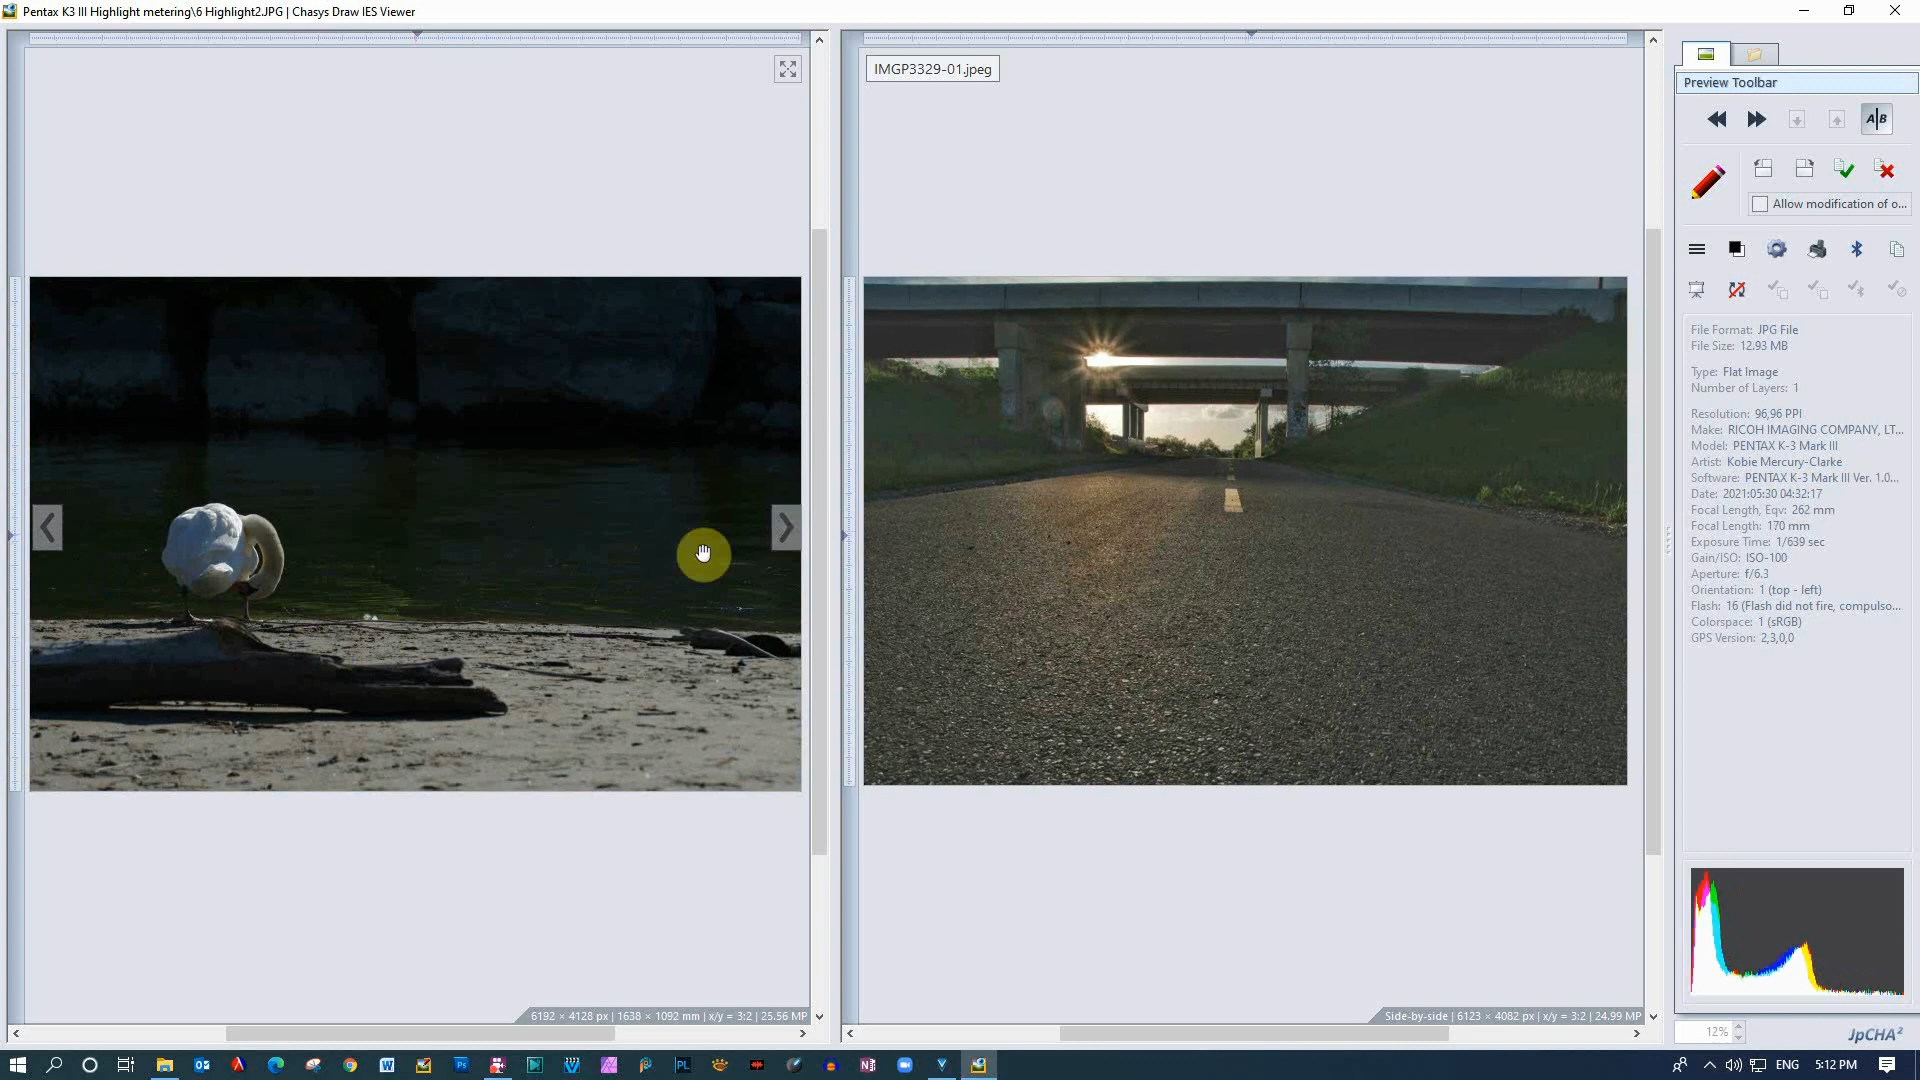 Pentax K3 III Highlight metering\6 Highlight2.JPG | Chasys Draw IES Viewer
IMGP3329-01.jpeg
Preview Toolbar
A|B
Allow modification of o...
File Format: JPG File
File Size: 12.93 MB
Type: Flat Image
Number of Layers: 1
Resolution: 96,96 PPI
Make: RICOH IMAGING COMPANY, LT...
Model: PENTAX K-3 Mark III
Artist: Kobie Mercury-Clarke
Software: PENTAX K-3 Mark III Ver. 1.0...
Date: 2021:05:30 04:32:17
Focal Length, Eqv: 262 mm
Focal Length: 170 mm
Exposure Time: 1/639 sec
Gain/ISO: ISO-100
Aperture: f/6.3
Orientation: 1 (top - left)
Flash: 16 (Flash did not fire, compulso...
Colorspace: 1 (sRGB)
GPS Version: 2,3,0,0
6192 × 4128 px | 1638 × 1092 mm | x/y = 3:2 | 25.56 MP
Side-by-side | 6123 × 4082 px | x/y = 3:2 | 24.99 MP
12%
JpCHA²
ENG
5:12 PM